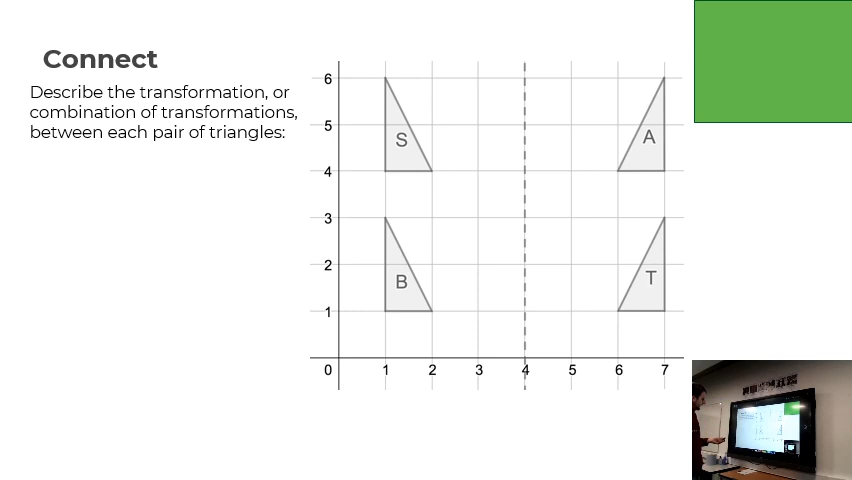 Connect
Describe the transformation, or
combination of transformations,
between each pair of triangles:
6
5
4
3
2
1
0 1 2 3 4 5 6 7
S
A
B
T